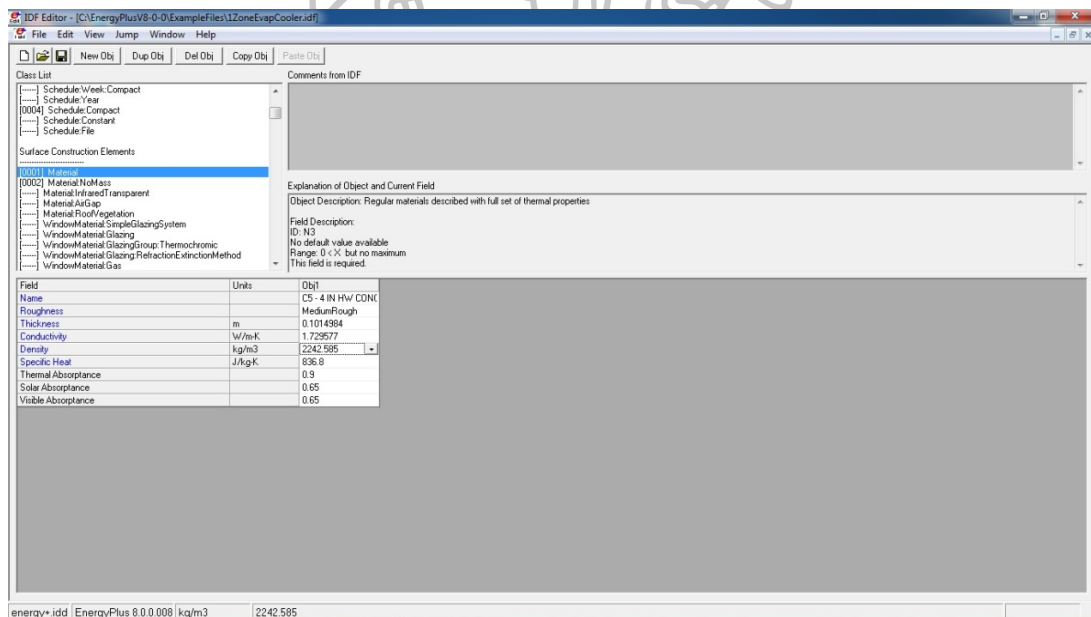 IDF Editor - [C:\EnergyPlusV8-0-0\ExampleFiles\1ZoneEvapCooler.idf]
File Edit View Jump Window Help
New Obj Dup Obj Del Obj Copy Obj Paste Obj
Class List
[------] Schedule:Week:Compact
[------] Schedule:Year
[0004] Schedule:Compact
[------] Schedule:Constant
[------] Schedule:File
Surface Construction Elements
-------------------------
[0001] Material
[0002] Material:NoMass
[------] Material:InfraredTransparent
[------] Material:AirGap
[------] Material:RoofVegetation
[------] WindowMaterial:SimpleGlazingSystem
[------] WindowMaterial:Glazing
[------] WindowMaterial:GlazingGroup:Thermochromic
[------] WindowMaterial:Glazing:RefractionExtinctionMethod
[------] WindowMaterial:Gas
Comments from IDF
Explanation of Object and Current Field
Object Description: Regular materials described with full set of thermal properties
Field Description:
ID: N3
No default value available
Range: 0 < X but no maximum
This field is required.
Field Units Obj1
Name C5 - 4 IN HW CONC
Roughness MediumRough
Thickness m 0.1014984
Conductivity W/m-K 1.729577
Density kg/m3 2242.585
Specific Heat J/kg-K 836.8
Thermal Absorptance 0.9
Solar Absorptance 0.65
Visible Absorptance 0.65
energy+.idd EnergyPlus 8.0.0.008 kg/m3 2242.585